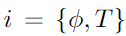 i = {ϕ, T}